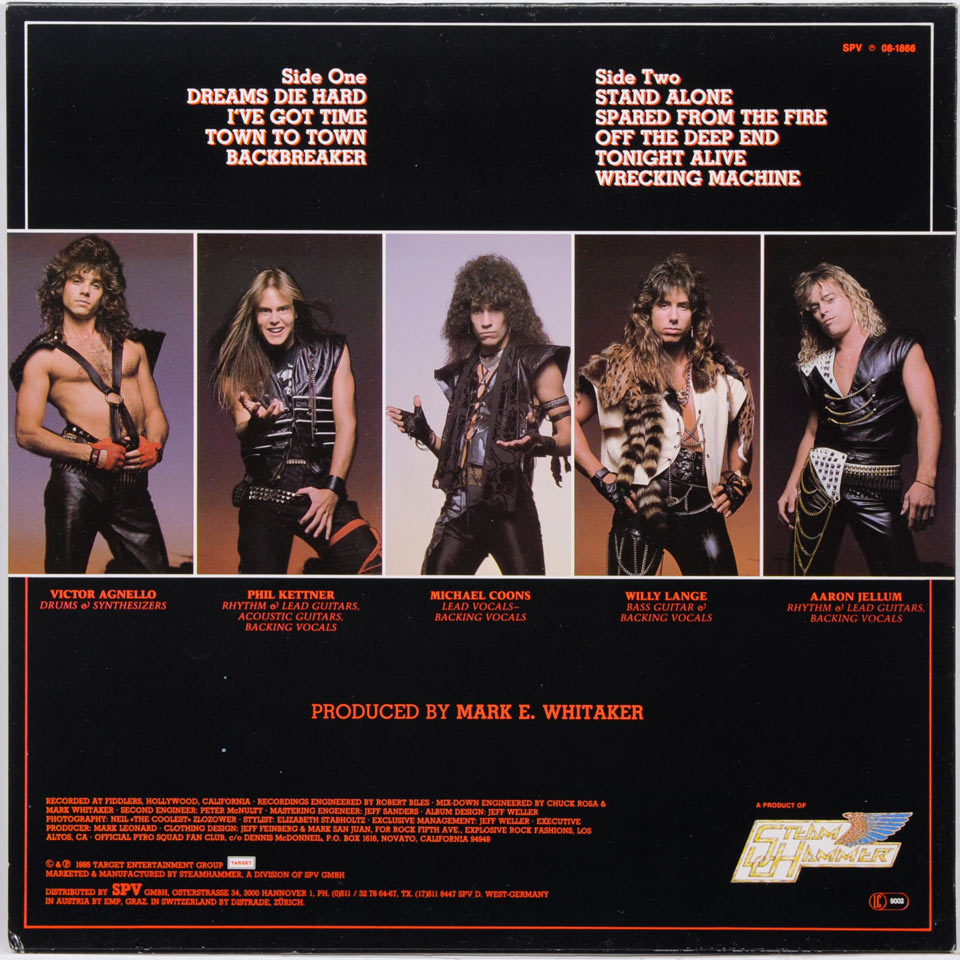 SPV ℗ 08-1866
Side One
DREAMS DIE HARD
I'VE GOT TIME
TOWN TO TOWN
BACKBREAKER
Side Two
STAND ALONE
SPARED FROM THE FIRE
OFF THE DEEP END
TONIGHT ALIVE
WRECKING MACHINE
VICTOR AGNELLO
DRUMS & SYNTHESIZERS
PHIL KETTNER
RHYTHM & LEAD GUITARS,
ACOUSTIC GUITARS,
BACKING VOCALS
MICHAEL COONS
LEAD VOCALS–
BACKING VOCALS
WILLY LANGE
BASS GUITAR &
BACKING VOCALS
AARON JELLUM
RHYTHM & LEAD GUITARS,
BACKING VOCALS
PRODUCED BY MARK E. WHITAKER
RECORDED AT FIDDLERS, HOLLYWOOD, CALIFORNIA · RECORDINGS ENGINEERED BY ROBERT BILES · MIX-DOWN ENGINEERED BY CHUCK ROSA &
MARK WHITAKER · SECOND ENGINEER: PETER McNULTY · MASTERING ENGENEER: JEFF SANDERS · ALBUM DESIGN: JEFF WELLER
PHOTOGRAPHY: NEIL «THE COOLEST» ZLOZOWER · STYLIST: ELIZABETH STABHOLTZ · EXCLUSIVE MANAGEMENT: JEFF WELLER · EXECUTIVE
PRODUCER: MARK LEONARD · CLOTHING DESIGN: JEFF FEINBERG & MARK SAN JUAN, FOR ROCK FIFTH AVE., EXPLOSIVE ROCK FASHIONS, LOS
ALTOS, CA · OFFICIAL PYRO SQUAD FAN CLUB, c/o DENNIS McDONNEIL, P.O. BOX 1616, NOVATO, CALIFORNIA 94948
© & ℗ 1985 TARGET ENTERTAINMENT GROUP TARGET
MARKETED & MANUFACTURED BY STEAMHAMMER, A DIVISION OF SPV GMBH
DISTRIBUTED BY SPV GMBH, OSTERSTRASSE 34, 3000 HANNOVER 1, PH. (0)511 / 32 78 64-67, TX. (17)511 8447 SPV D. WEST-GERMANY
IN AUSTRIA BY EMP, GRAZ. IN SWITZERLAND BY DISTRADE, ZÜRICH.
A PRODUCT OF
STEAM
HAMMER
LC 9002